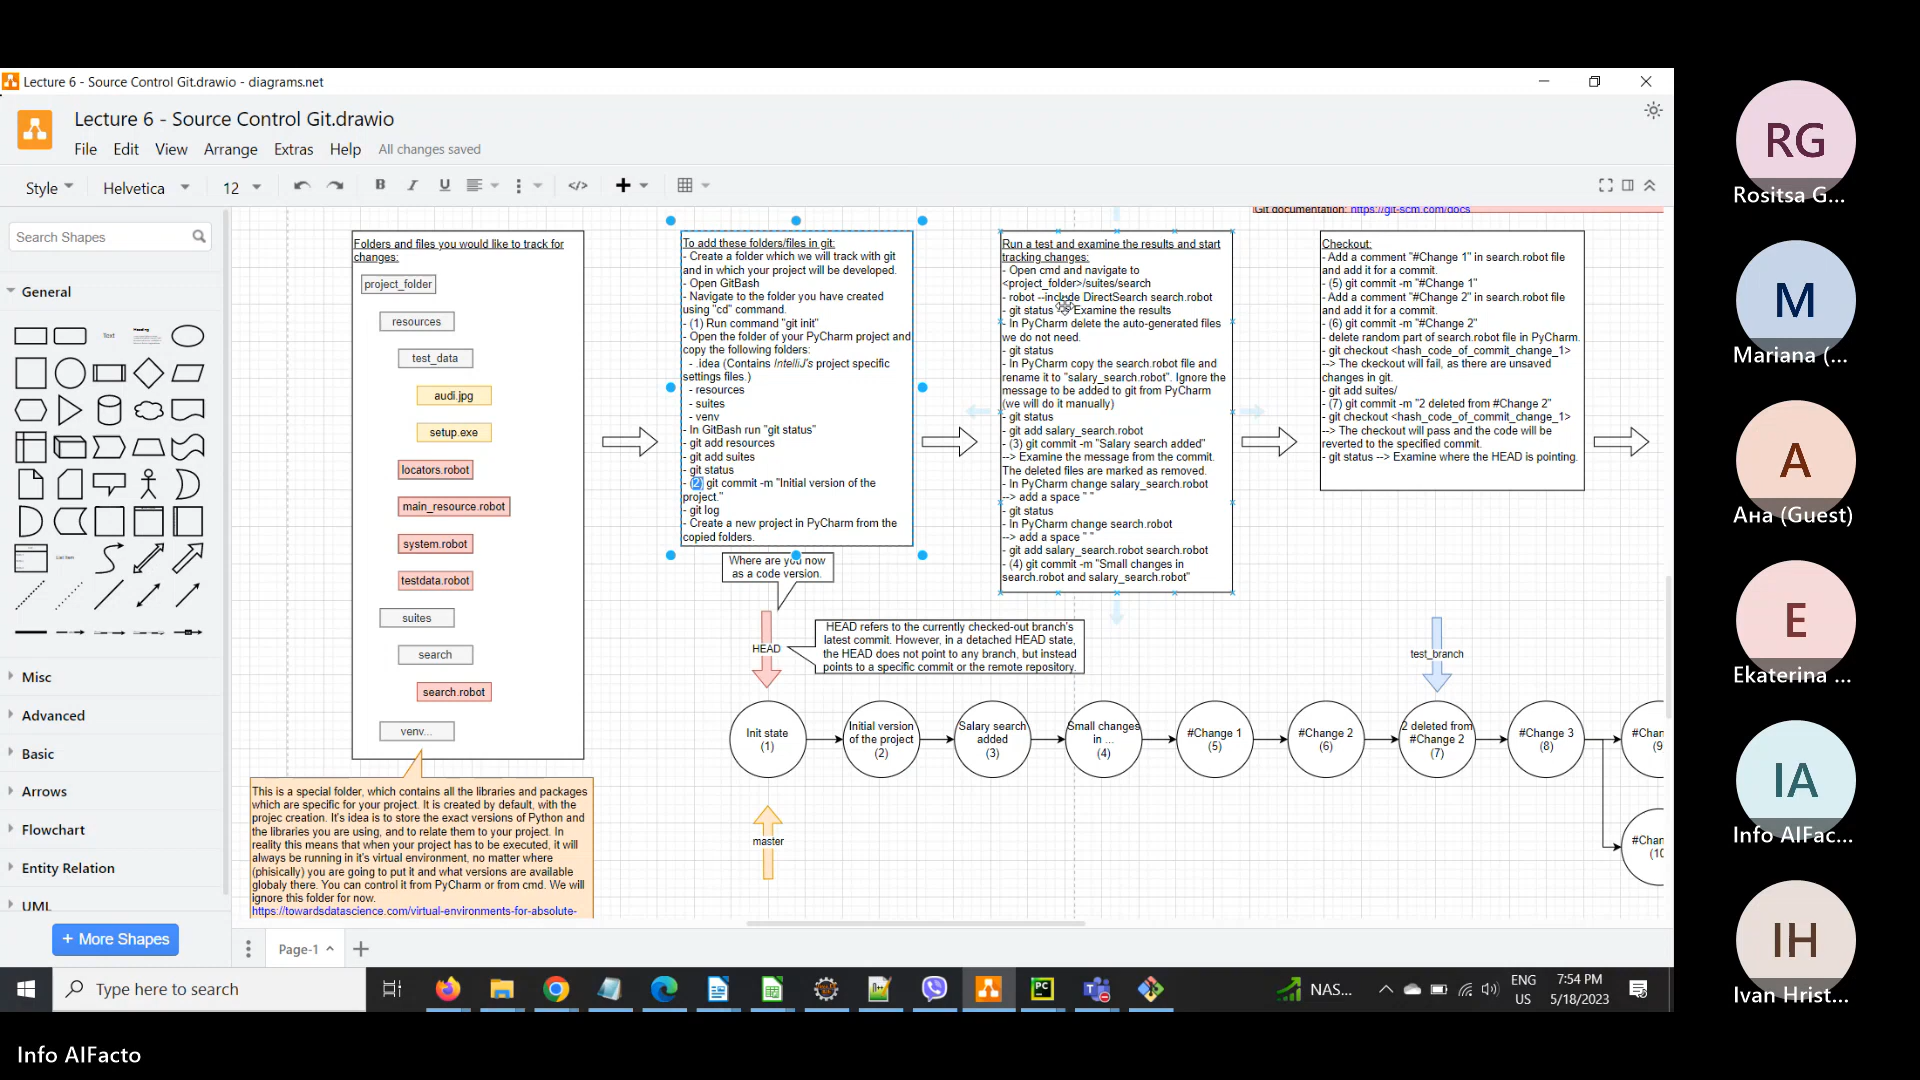 Lecture 6 - Source Control Git.drawio - diagrams.net
Lecture 6 - Source Control Git.drawio
File Edit View Arrange Extras Help All changes saved
Style Helvetica 12
Search Shapes
General
Text
Heading
List Item
Misc
Advanced
Basic
Arrows
Flowchart
Entity Relation
UML
+ More Shapes
Git documentation: https://git-scm.com/docs
Folders and files you would like to track for
changes:
project_folder
resources
test_data
audi.jpg
setup.exe
locators.robot
main_resource.robot
system.robot
testdata.robot
suites
search
search.robot
venv...
This is a special folder, which contains all the libraries and packages
which are specific for your project. It is created by default, with the
projec creation. It's idea is to store the exact versions of Python and
the libraries you are using, and to relate them to your project. In
reality this means that when your project has to be executed, it will
always be running in it's virtual environment, no matter where
(phisically) you are going to put it and what versions are available
globaly there. You can control it from PyCharm or from cmd. We will
ignore this folder for now.
https://towardsdatascience.com/virtual-environments-for-absolute-
To add these folders/files in git:
- Create a folder which we will track with git
and in which your project will be developed.
- Open GitBash
- Navigate to the folder you have created
using "cd" command.
- (1) Run command "git init"
- Open the folder of your PyCharm project and
copy the following folders:
- .idea (Contains IntelliJ's project specific
settings files.)
- resources
- suites
- venv
- In GitBash run "git status"
- git add resources
- git add suites
- git status
- (2) git commit -m "Initial version of the
project."
- git log
- Create a new project in PyCharm from the
copied folders.
Run a test and examine the results and start
tracking changes:
- Open cmd and navigate to
<project_folder>/suites/search
- robot --include DirectSearch search.robot
- git status Examine the results
- In PyCharm delete the auto-generated files
we do not need.
- git status
- In PyCharm copy the search.robot file and
rename it to "salary_search.robot". Ignore the
message to be added to git from PyCharm
(we will do it manually)
- git status
- git add salary_search.robot
- (3) git commit -m "Salary search added"
--> Examine the message from the commit.
The deleted files are marked as removed.
- In PyCharm change salary_search.robot
--> add a space " "
- git status
- In PyCharm change search.robot
--> add a space " "
- git add salary_search.robot search.robot
- (4) git commit -m "Small changes in
search.robot and salary_search.robot"
Checkout:
- Add a comment "#Change 1" in search.robot file
and add it for a commit.
- (5) git commit -m "#Change 1"
- Add a comment "#Change 2" in search.robot file
and add it for a commit.
- (6) git commit -m "#Change 2"
- delete random part of search.robot file in PyCharm.
- git checkout <hash_code_of_commit_change_1>
--> The checkout will fail, as there are unsaved
changes in git.
- git add suites/
- (7) git commit -m "2 deleted from #Change 2"
- git checkout <hash_code_of_commit_change_1>
--> The checkout will pass and the code will be
reverted to the specified commit.
- git status --> Examine where the HEAD is pointing.
Where are you now
as a code version.
HEAD
HEAD refers to the currently checked-out branch's
latest commit. However, in a detached HEAD state,
the HEAD does not point to any branch, but instead
points to a specific commit or the remote repository.
test_branch
Init state
(1)
Initial version
of the project
(2)
Salary search
added
(3)
Small changes
in ...
(4)
#Change 1
(5)
#Change 2
(6)
2 deleted from
#Change 2
(7)
#Change 3
(8)
#Chan
(9
#Chan
(10
master
Page-1
Type here to search
NAS...
ENG
US
7:54 PM
5/18/2023
RG
Rositsa G...
M
Mariana (...
A
Ана (Guest)
E
Ekaterina ...
IA
Info AlFac...
IH
Ivan Hrist...
Info AlFacto